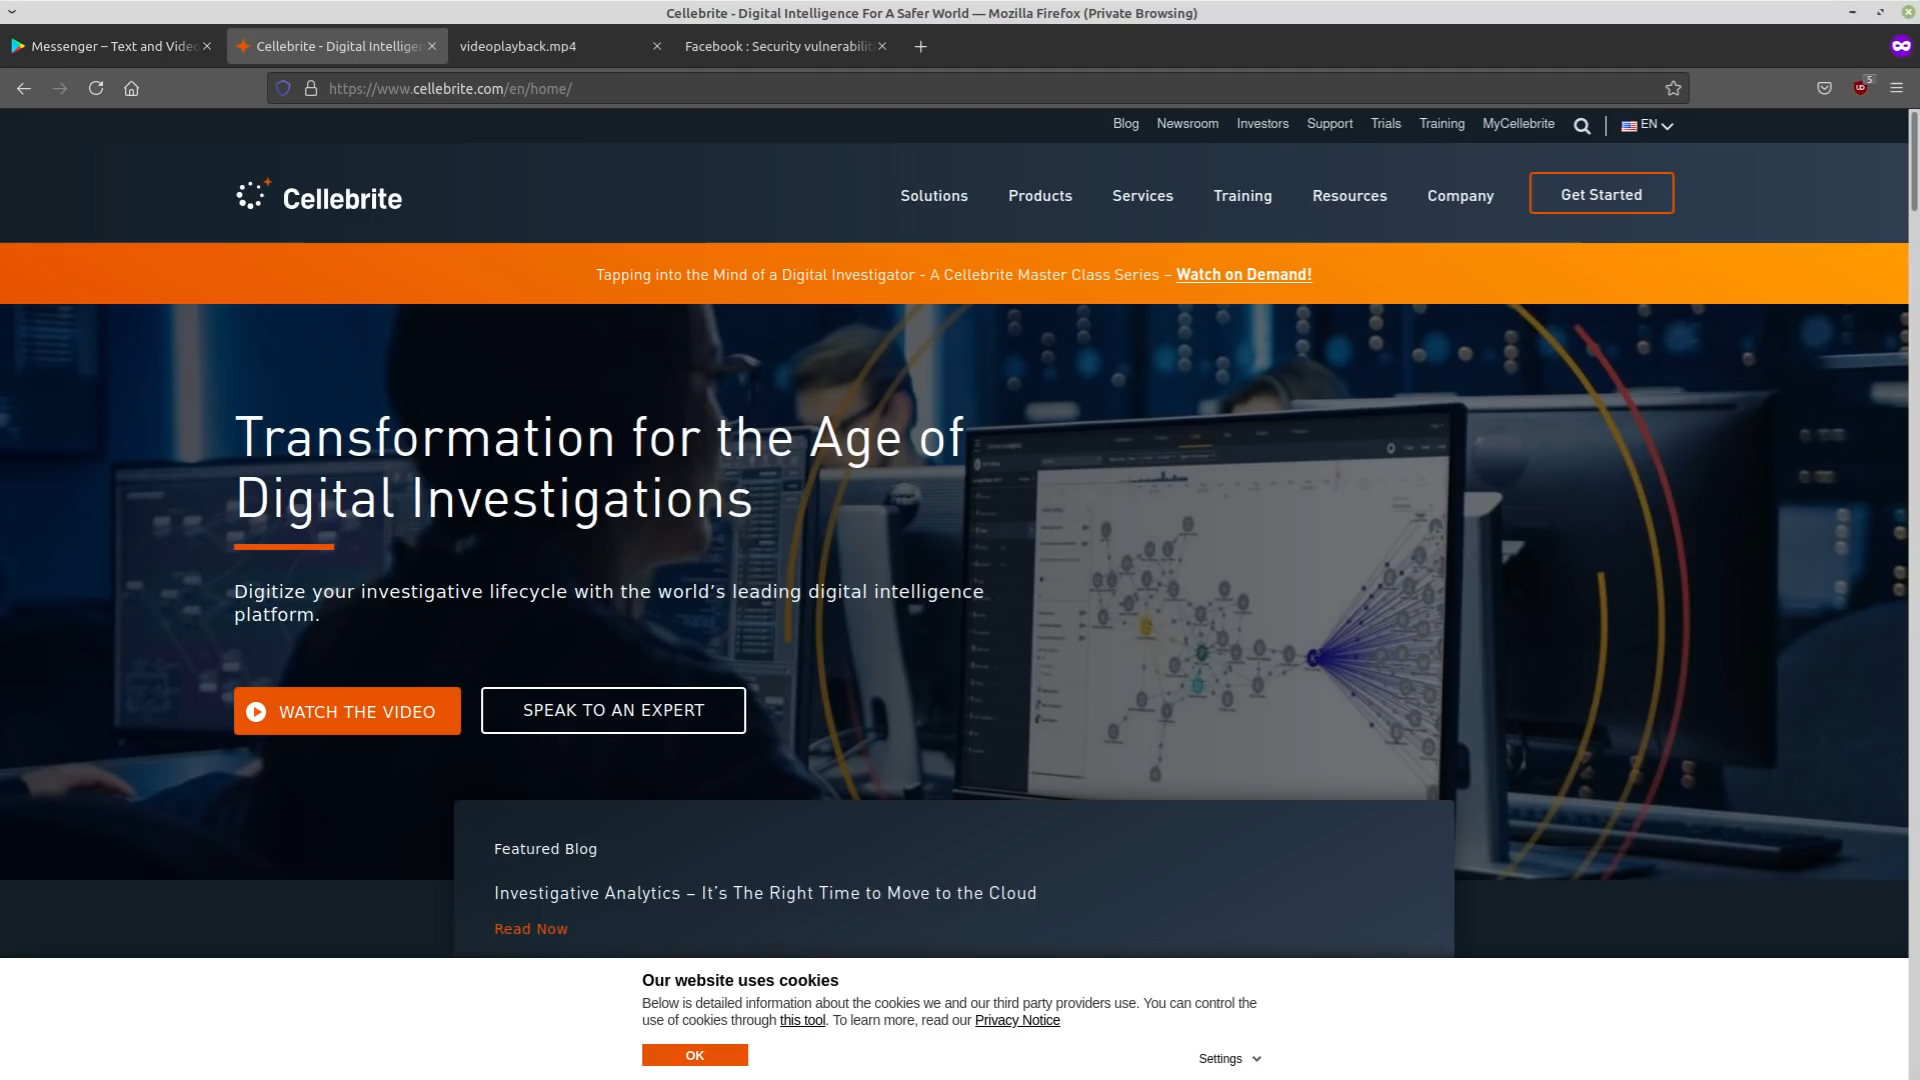 Cellebrite - Digital Intelligence For A Safer World — Mozilla Firefox (Private Browsing)
Messenger – Text and Video
Cellebrite - Digital Intellige
videoplayback.mp4
Facebook : Security vulnerabilit
https://www.cellebrite.com/en/home/
5
Blog Newsroom Investors Support Trials Training MyCellebrite EN
Cellebrite
Solutions Products Services Training Resources Company Get Started
Tapping into the Mind of a Digital Investigator - A Cellebrite Master Class Series – Watch on Demand!
Transformation for the Age of
Digital Investigations
Digitize your investigative lifecycle with the world’s leading digital intelligence
platform.
WATCH THE VIDEO
SPEAK TO AN EXPERT
Featured Blog
Investigative Analytics – It’s The Right Time to Move to the Cloud
Read Now
Our website uses cookies
Below is detailed information about the cookies we and our third party providers use. You can control the
use of cookies through this tool. To learn more, read our Privacy Notice
OK
Settings